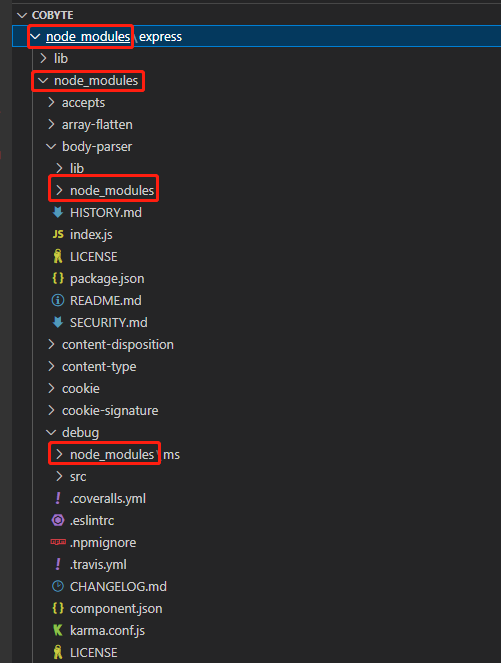 COBYTE
node_modules\express
lib
node_modules
accepts
array-flatten
body-parser
lib
node_modules
HISTORY.md
JS index.js
LICENSE
{} package.json
README.md
SECURITY.md
content-disposition
content-type
cookie
cookie-signature
debug
node_modules\ms
src
! .coveralls.yml
.eslintrc
npm .npmignore
! .travis.yml
CHANGELOG.md
{} component.json
K karma.conf.js
LICENSE